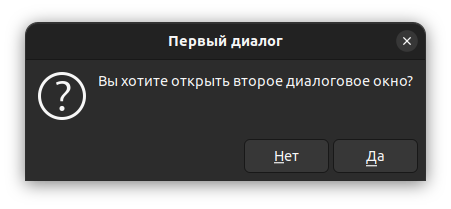 Первый диалог
Вы хотите открыть второе диалоговое окно?
Нет
Да